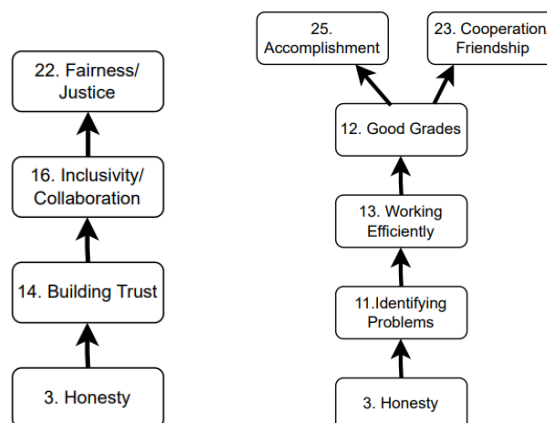 22. Fairness/
Justice
16. Inclusivity/
Collaboration
14. Building Trust
3. Honesty
25.
Accomplishment
23. Cooperation/
Friendship
12. Good Grades
13. Working
Efficiently
11.Identifying
Problems
3. Honesty